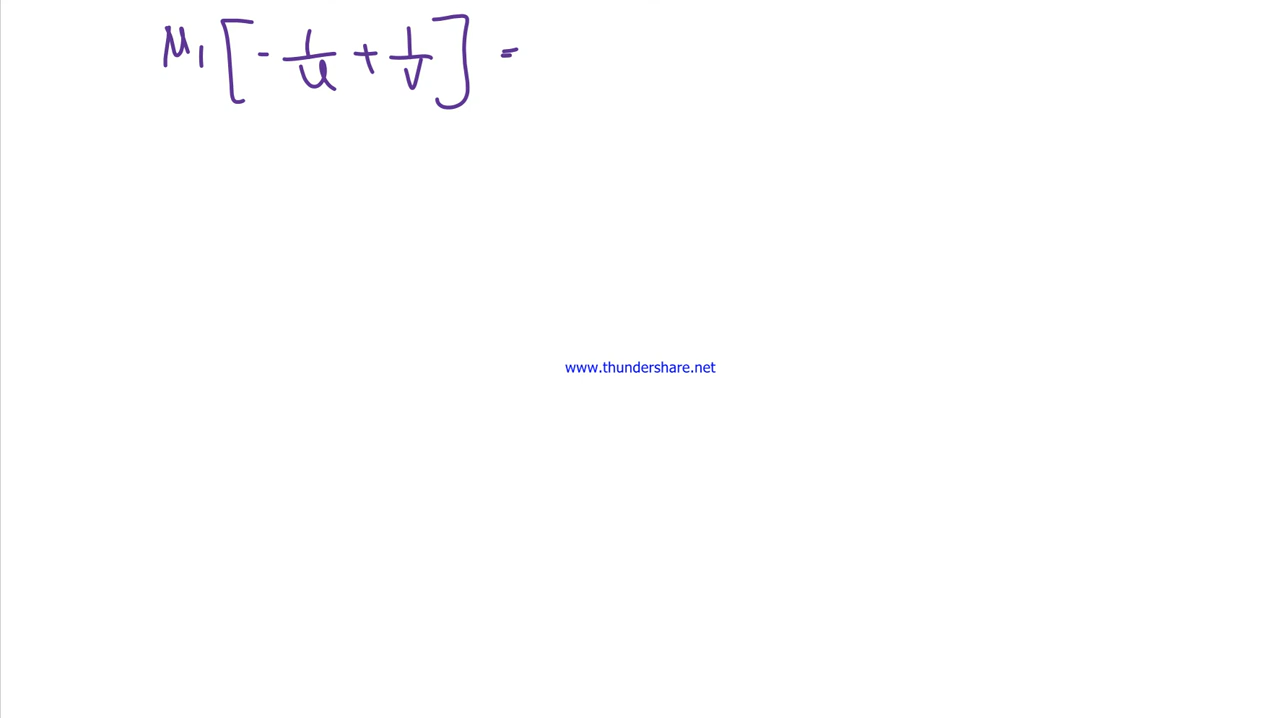 μ₁ [ - 1/u + 1/v ] =
www.thundershare.net